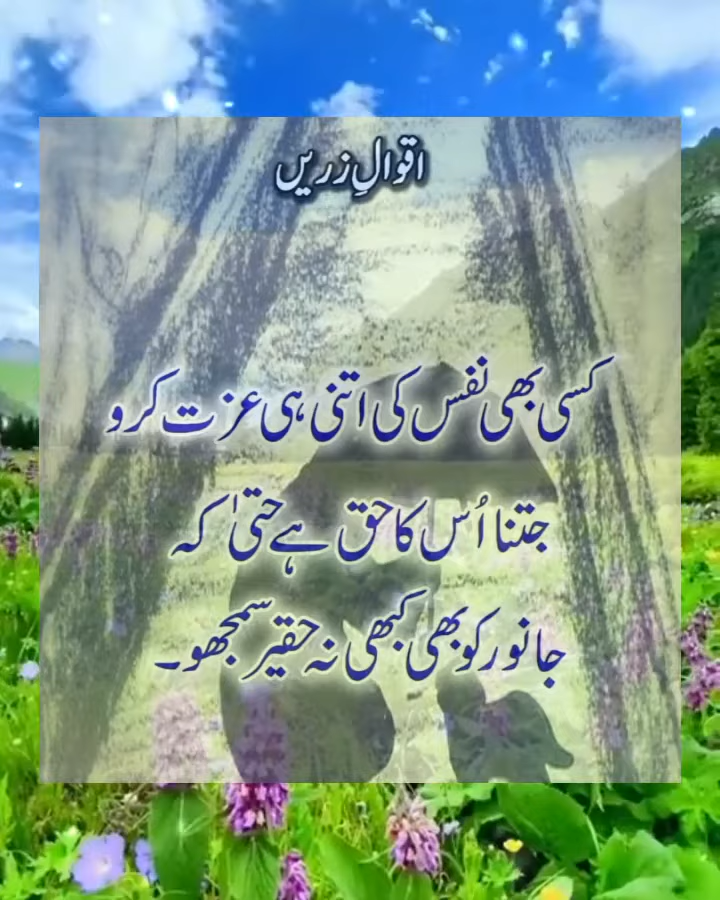 اقوالِ زریں
کسی بھی نفس کی اتنی ہی عزت کرو
جتنا اُس کا حق ہے حتیٰ کہ
جانور کو بھی کبھی نہ حقیر سمجھو۔